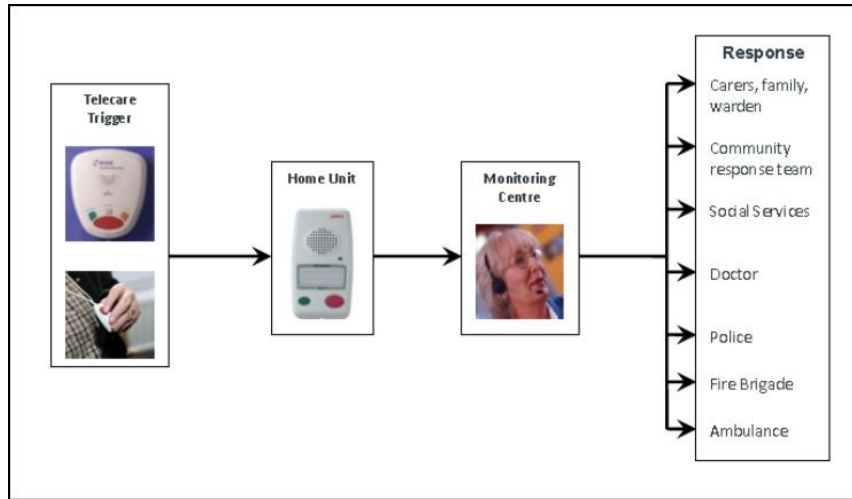 Telecare
Trigger
Home Unit
Monitoring
Centre
Response
Carers, family,
warden
Community
response team
Social Services
Doctor
Police
Fire Brigade
Ambulance